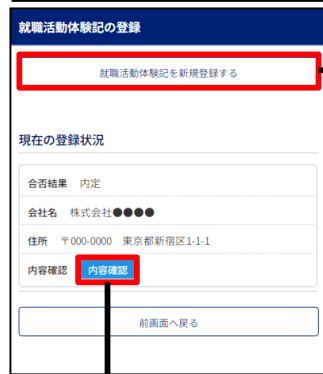 就職活動体験記の登録
就職活動体験記を新規登録する
現在の登録状況
合否結果 内定
会社名 株式会社●●●●
住所 〒000-0000 東京都新宿区1-1-1
内容確認 内容確認
前画面へ戻る